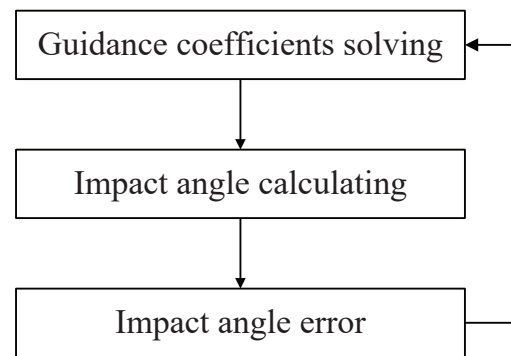 Guidance coefficients solving
Impact angle calculating
Impact angle error